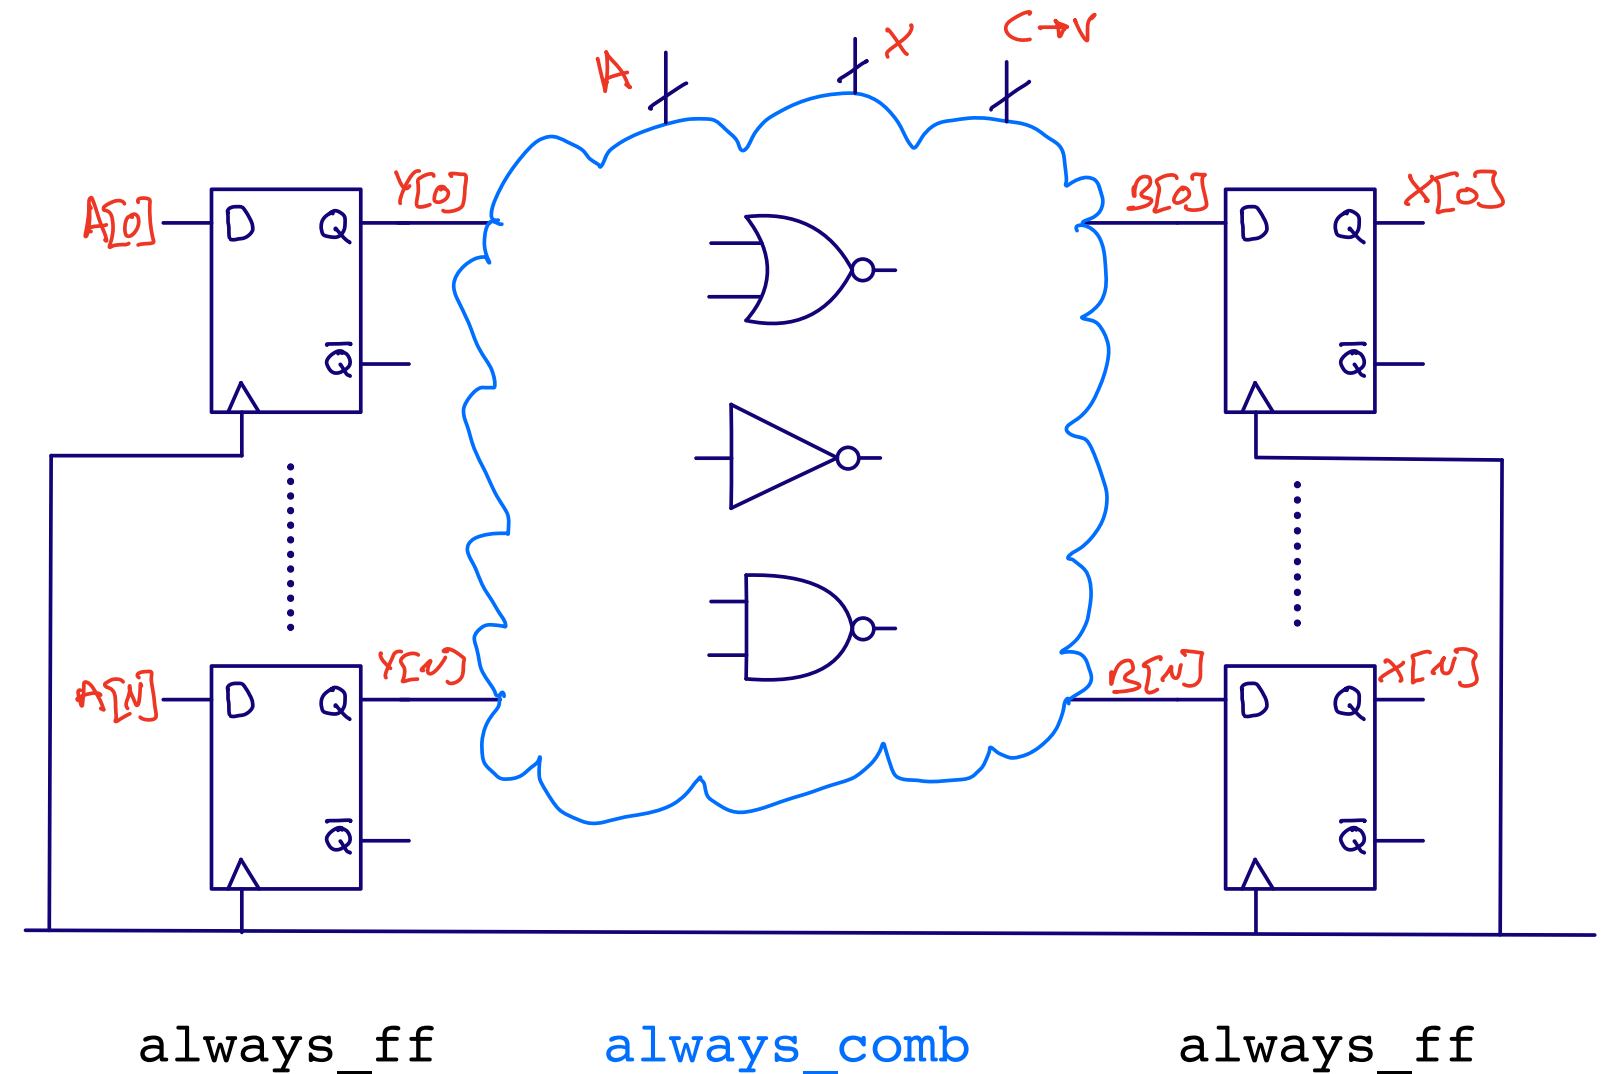 A X C→V
A[0] Y[0] B[0] X[0]
D Q D Q
Q̅ Q̅
A[N] Y[N] B[N] X[N]
D Q D Q
Q̅ Q̅
always_ff always_comb always_ff